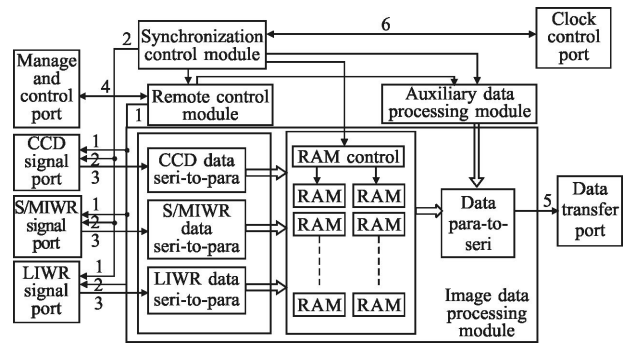 Synchronization
control module
6
Clock
control
port
2
Manage
and
control
port
4
Remote control
module
Auxiliary data
processing module
1
CCD
signal
port
1
2
3
CCD data
seri-to-para
RAM control
RAM RAM
S/MIWR
signal
port
1
2
3
S/MIWR
data
seri-to-para
RAM RAM
Data
para-to-
seri
5
Data
transfer
port
LIWR
signal
port
1
2
3
LIWR data
seri-to-para
RAM RAM
Image data
processing
module